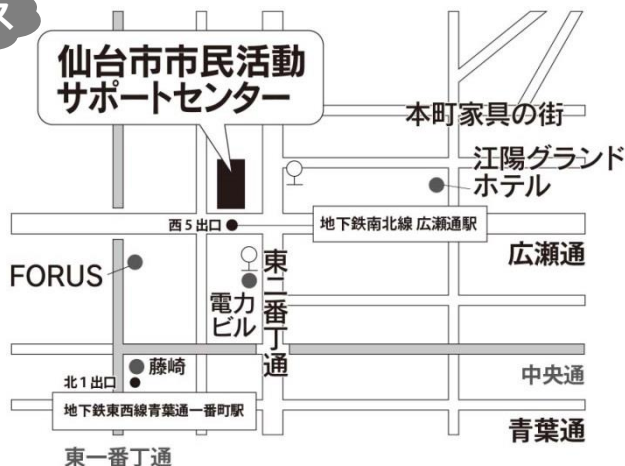 ス
仙台市市民活動
サポートセンター
本町家具の街
江陽グランド
ホテル
西5出口
地下鉄南北線 広瀬通駅
広瀬通
FORUS
東二番丁通
電力
ビル
藤崎
北1出口
中央通
地下鉄東西線青葉通一番町駅
青葉通
東一番丁通